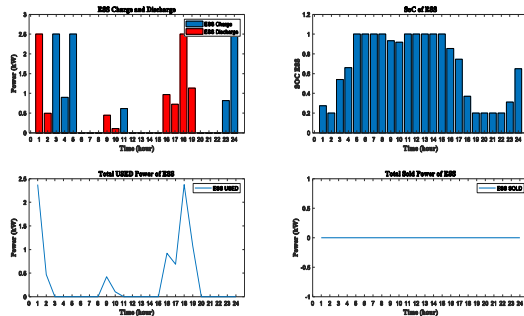 ESS Charge and Discharge
3
2.6
2
1.5
1
0.5
0
Power (kW)
ESS Charge
ESS Discharge
0 1 2 3 4 5 6 7 8 9 10 11 12 13 14 15 16 17 18 19 20 21 22 23 24
Time (hour)
SoC of ESS
1.2
1
0.8
0.6
0.4
0.2
0
SOC ESS
0 1 2 3 4 5 6 7 8 9 10 11 12 13 14 15 16 17 18 19 20 21 22 23 24
Time (hour)
Total USED Power of ESS
2.5
2
1.5
1
0.5
0
Power (kW)
ESS USED
0 1 2 3 4 5 6 7 8 9 10 11 12 13 14 15 16 17 18 19 20 21 22 23 24
Time (hour)
Total Sold Power of ESS
1
0.5
0
-0.5
-1
Power (kW)
ESS SOLD
0 1 2 3 4 5 6 7 8 9 10 11 12 13 14 15 16 17 18 19 20 21 22 23 24
Time (hour)